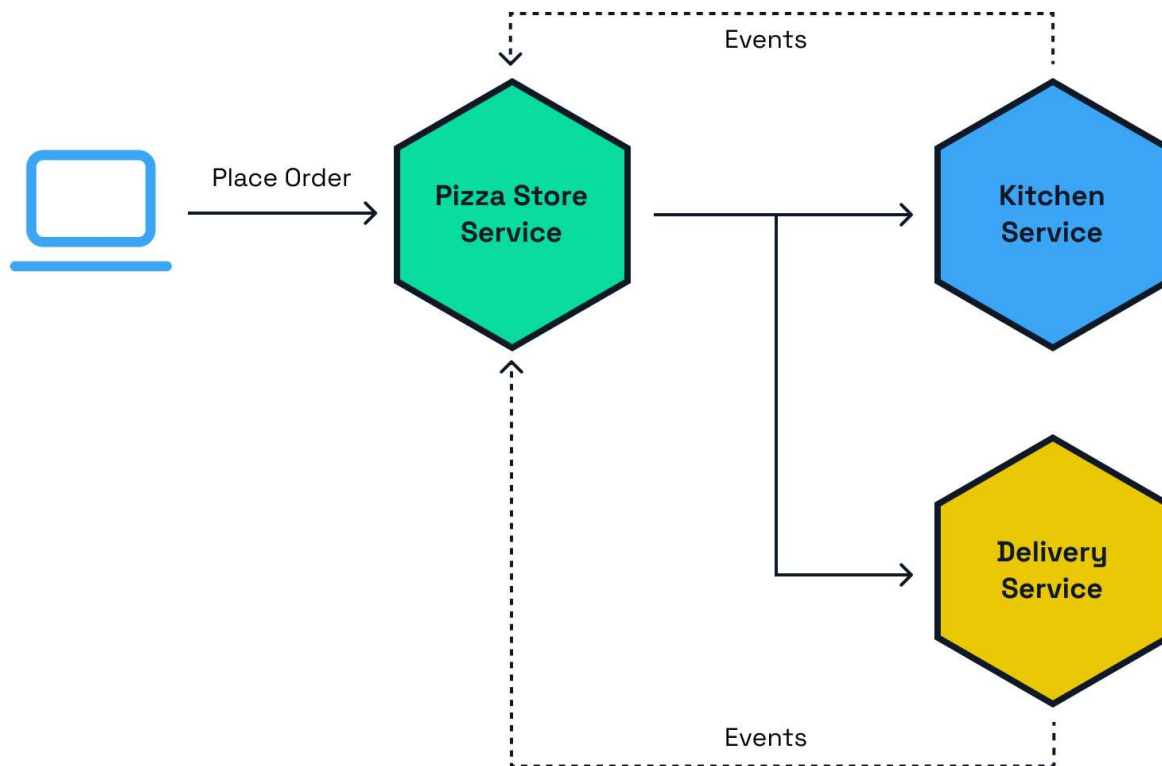 Events
Place Order
Pizza Store
Service
Kitchen
Service
Delivery
Service
Events